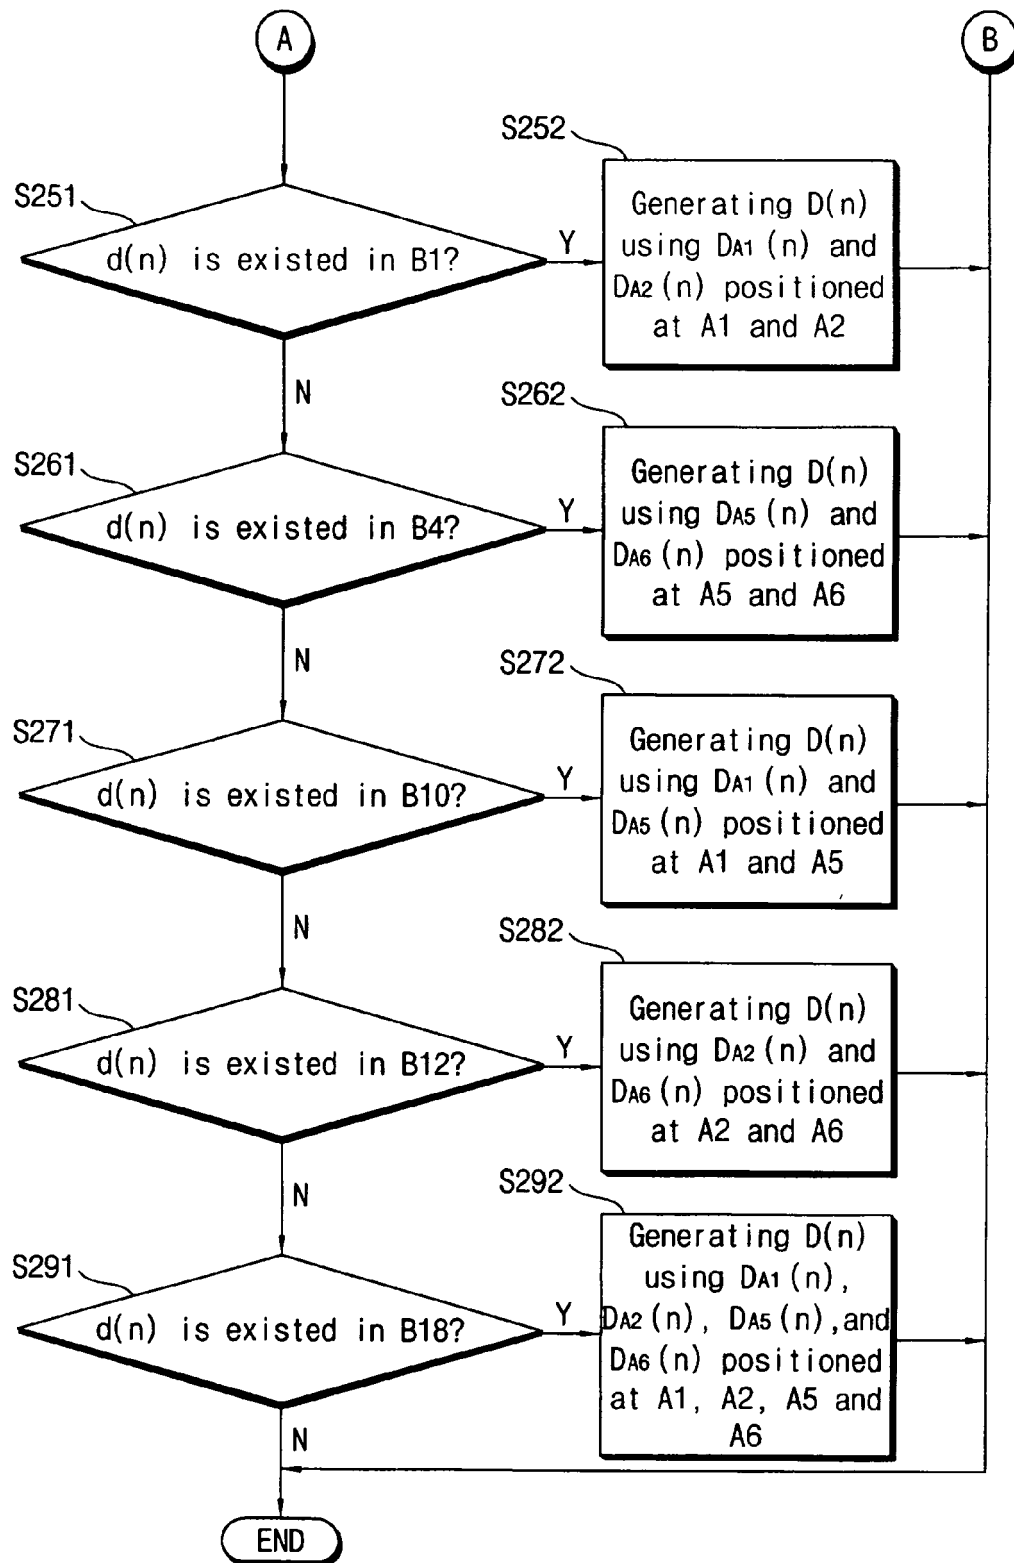 A
B
S251
d(n) is existed in B1?
Y
N
S252
Generating D(n)
using DA1(n) and
DA2(n) positioned
at A1 and A2
S261
d(n) is existed in B4?
Y
N
S262
Generating D(n)
using DA5(n) and
DA6(n) positioned
at A5 and A6
S271
d(n) is existed in B10?
Y
N
S272
Generating D(n)
using DA1(n) and
DA5(n) positioned
at A1 and A5
S281
d(n) is existed in B12?
Y
N
S282
Generating D(n)
using DA2(n) and
DA6(n) positioned
at A2 and A6
S291
d(n) is existed in B18?
Y
N
S292
Generating D(n)
using DA1(n),
DA2(n), DA5(n),and
DA6(n) positioned
at A1, A2, A5 and
A6
END